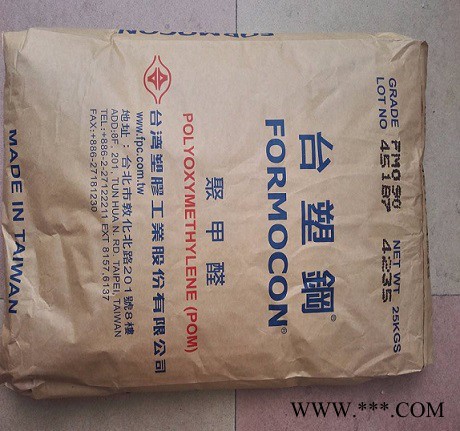 GRADE FM090 NET WT. 25KGS
LOT NO 4235
台塑鋼®
FORMOCON®
聚甲醛
POLYOXYMETHYLENE (POM)
台湾塑膠工業股份有限公司
www.fpc.com.tw
地址：台北市敦化北路201號8樓
ADD:8F, 201, TUN HUA N. RD, TAIPEI, TAIWAN
TEL:+886-2-27122211 EXT 8157,6137
FAX:+886-27181230
MADE IN TAIWAN
FORMOCON
WWW.***.COM